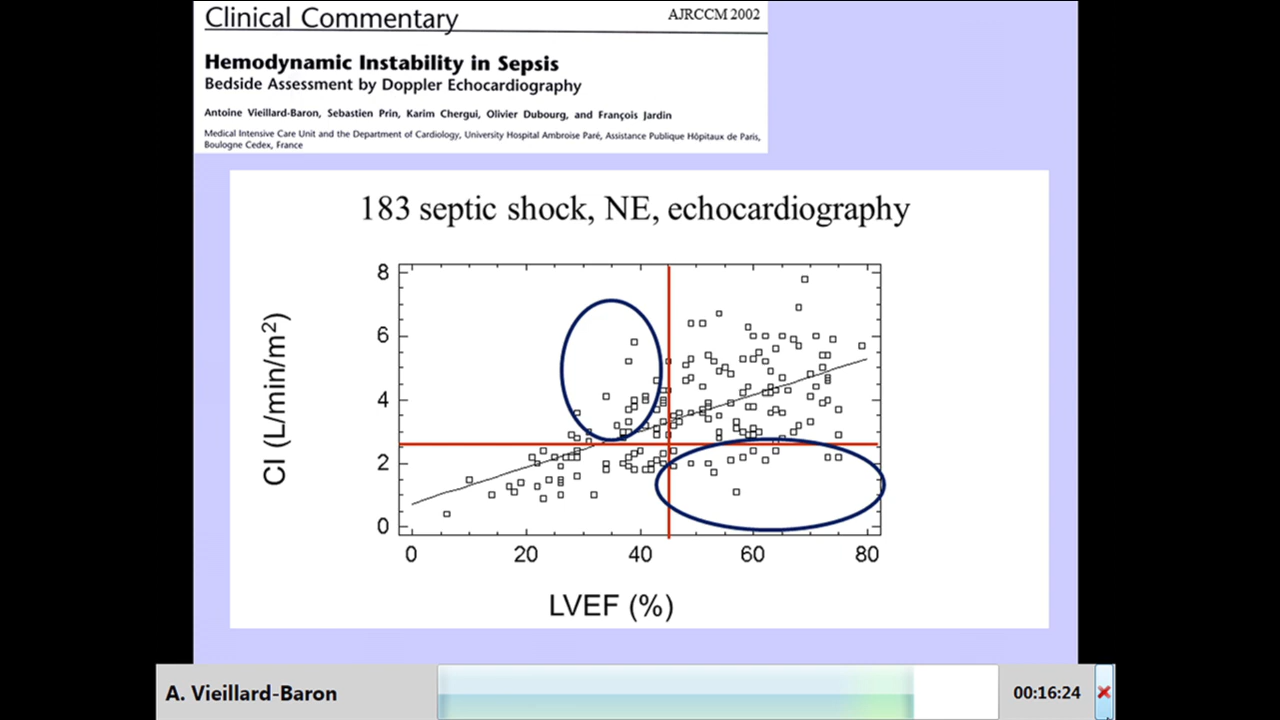 Clinical Commentary
AJRCCM 2002
Hemodynamic Instability in Sepsis
Bedside Assessment by Doppler Echocardiography
Antoine Vieillard-Baron, Sebastien Prin, Karim Chergui, Olivier Dubourg, and François Jardin
Medical Intensive Care Unit and the Department of Cardiology, University Hospital Ambroise Paré, Assistance Publique Hôpitaux de Paris,
Boulogne Cedex, France
183 septic shock, NE, echocardiography
8
6
4
2
0
CI (L/min/m²)
0 20 40 60 80
LVEF (%)
A. Vieillard-Baron
00:16:24